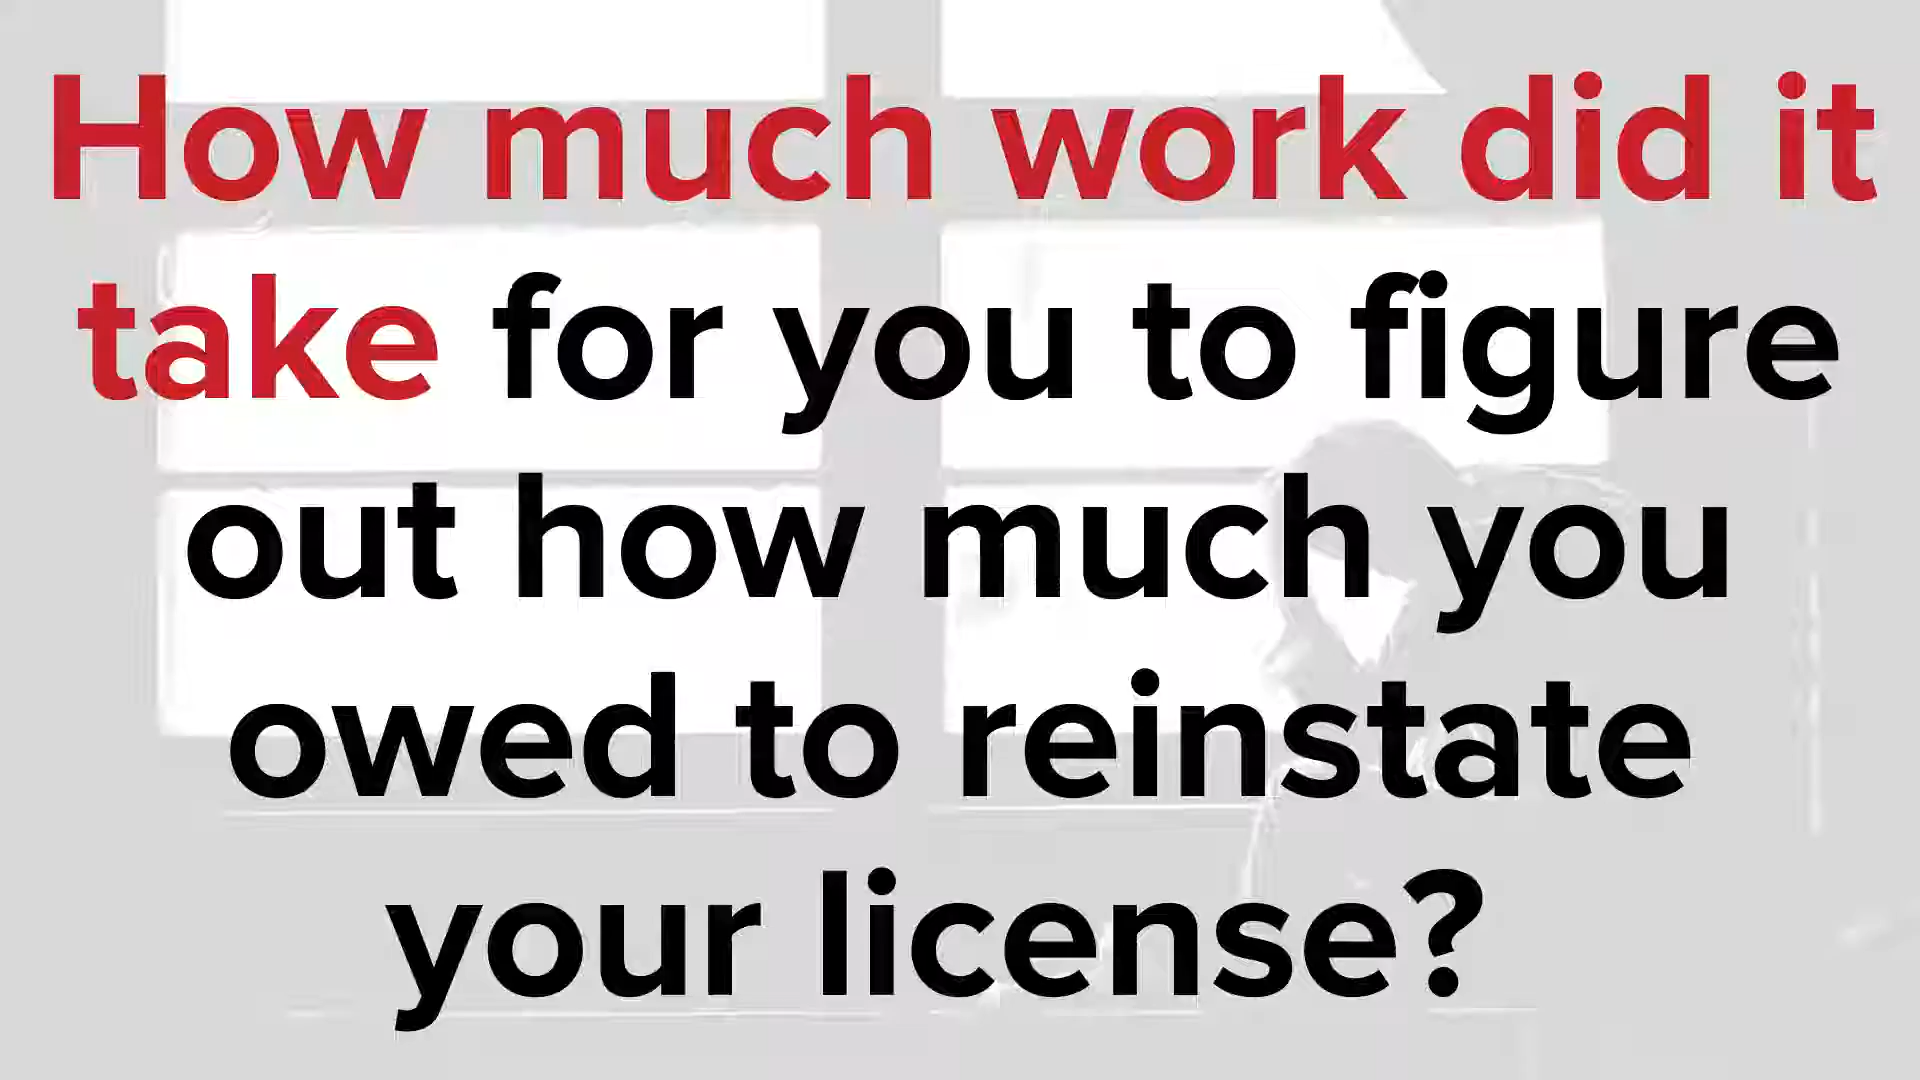 How much work did it
take for you to figure
out how much you
owed to reinstate
your license?